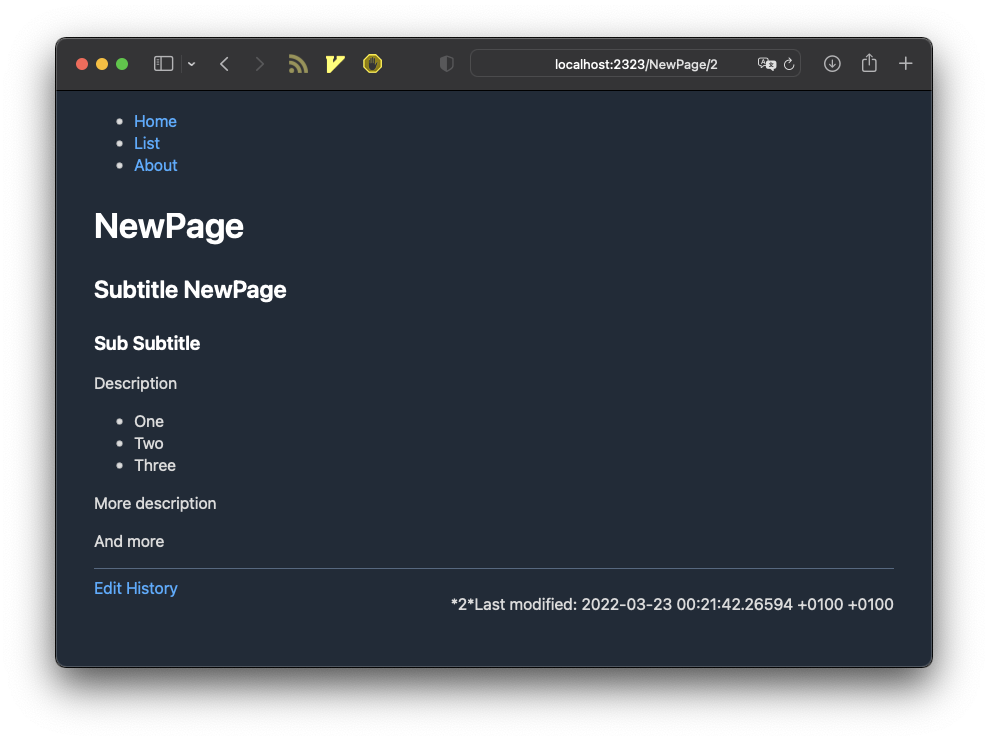 localhost:2323/NewPage/2
Home
List
About
NewPage
Subtitle NewPage
Sub Subtitle
Description
One
Two
Three
More description
And more
Edit History
*2*Last modified: 2022-03-23 00:21:42.26594 +0100 +0100